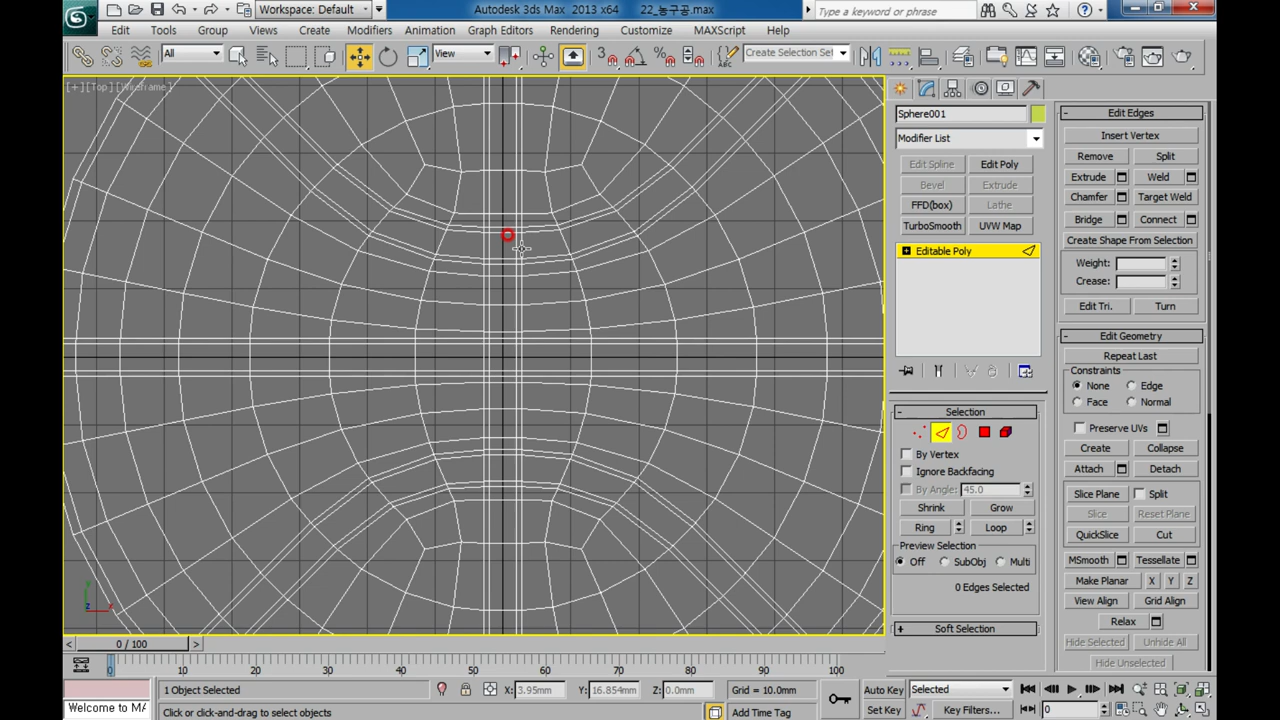 Workspace: Default
Autodesk 3ds Max 2013 x64 22_농구공.max
Type a keyword or phrase
Edit Tools Group Views Create Modifiers Animation Graph Editors Rendering Customize MAXScript Help
All
View
3
Create Selection Set
[+][Top][Wireframe]
Sphere001
Modifier List
Edit Spline Edit Poly
Bevel Extrude
FFD(box) Lathe
TurboSmooth UVW Map
Editable Poly
Selection
By Vertex
Ignore Backfacing
By Angle: 45.0
Shrink Grow
Ring Loop
Preview Selection
Off SubObj Multi
0 Edges Selected
Soft Selection
Edit Edges
Insert Vertex
Remove Split
Extrude Weld
Chamfer Target Weld
Bridge Connect
Create Shape From Selection
Weight:
Crease:
Edit Tri. Turn
Edit Geometry
Repeat Last
Constraints
None Edge
Face Normal
Preserve UVs
Create Collapse
Attach Detach
Slice Plane Split
Slice Reset Plane
QuickSlice Cut
MSmooth Tessellate
Make Planar X Y Z
View Align Grid Align
Relax
Hide Selected Unhide All
Hide Unselected
0 / 100
0 10 20 30 40 50 60 70 80 90 100
1 Object Selected X: 3.95mm Y: 16.854mm Z: 0.0mm Grid = 10.0mm Auto Key Selected
Welcome to MA Click or click-and-drag to select objects Add Time Tag Set Key Key Filters... 0